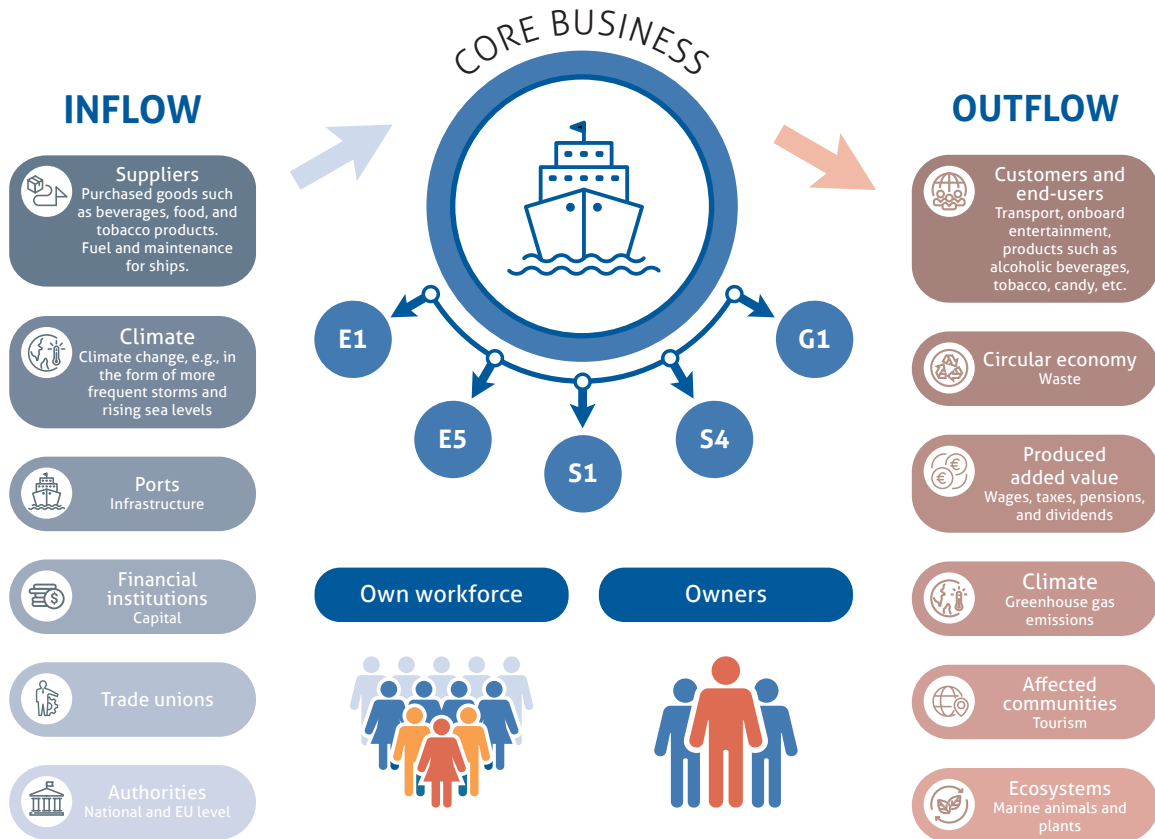 CORE BUSINESS
INFLOW
Suppliers
Purchased goods such
as beverages, food, and
tobacco products.
Fuel and maintenance
for ships.
Climate
Climate change, e.g., in
the form of more
frequent storms and
rising sea levels
Ports
Infrastructure
Financial
institutions
Capital
Trade unions
Authorities
National and EU level
E1
E5
S1
S4
G1
Own workforce
Owners
OUTFLOW
Customers and
end-users
Transport, onboard
entertainment,
products such as
alcoholic beverages,
tobacco, candy, etc.
Circular economy
Waste
Produced
added value
Wages, taxes, pensions,
and dividends
Climate
Greenhouse gas
emissions
Affected
communities
Tourism
Ecosystems
Marine animals and
plants